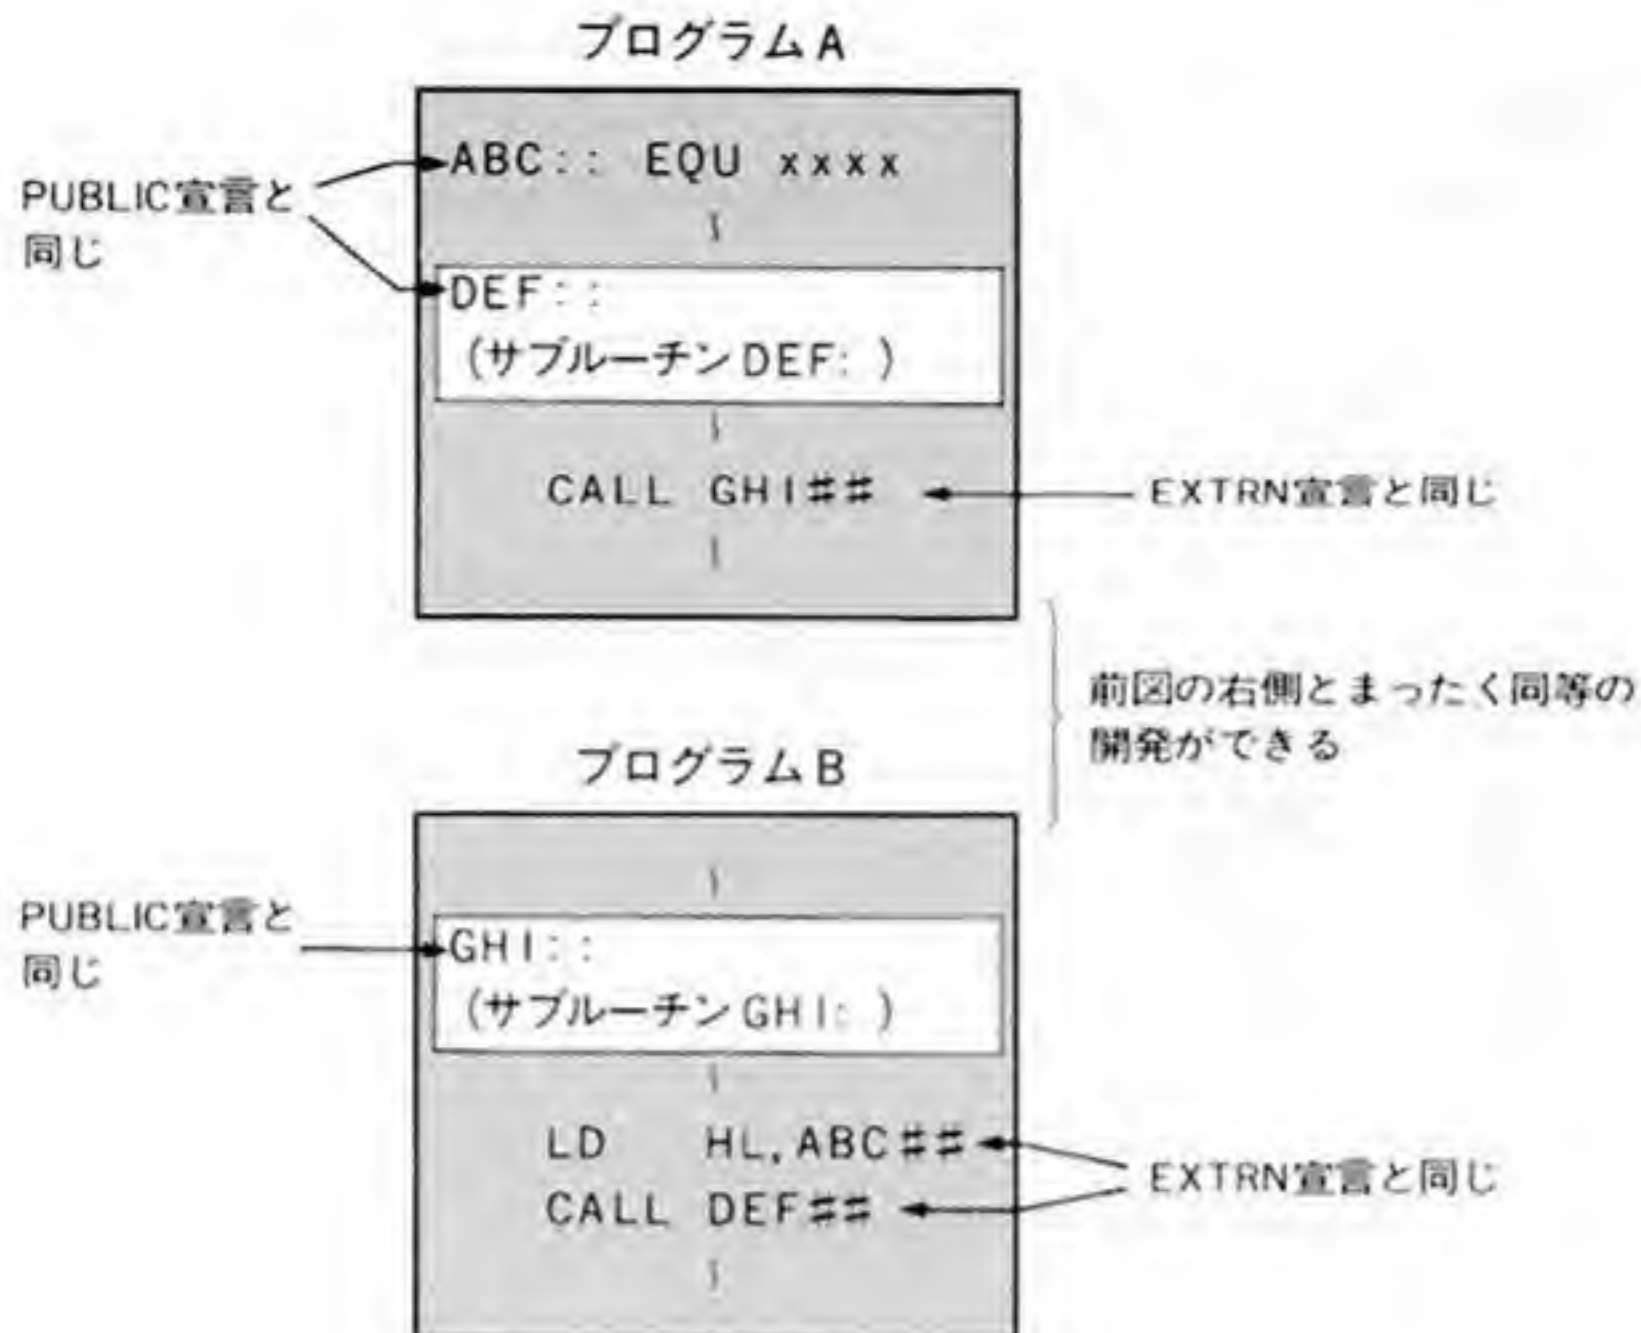 プログラムA
PUBLIC宣言と
同じ
ABC:: EQU xxxx
DEF::
(サブルーチンDEF: )
CALL GHI##
EXTRN宣言と同じ
前図の右側とまったく同等の
開発ができる
プログラムB
PUBLIC宣言と
同じ
GHI::
(サブルーチンGHI: )
LD HL,ABC##
CALL DEF##
EXTRN宣言と同じ